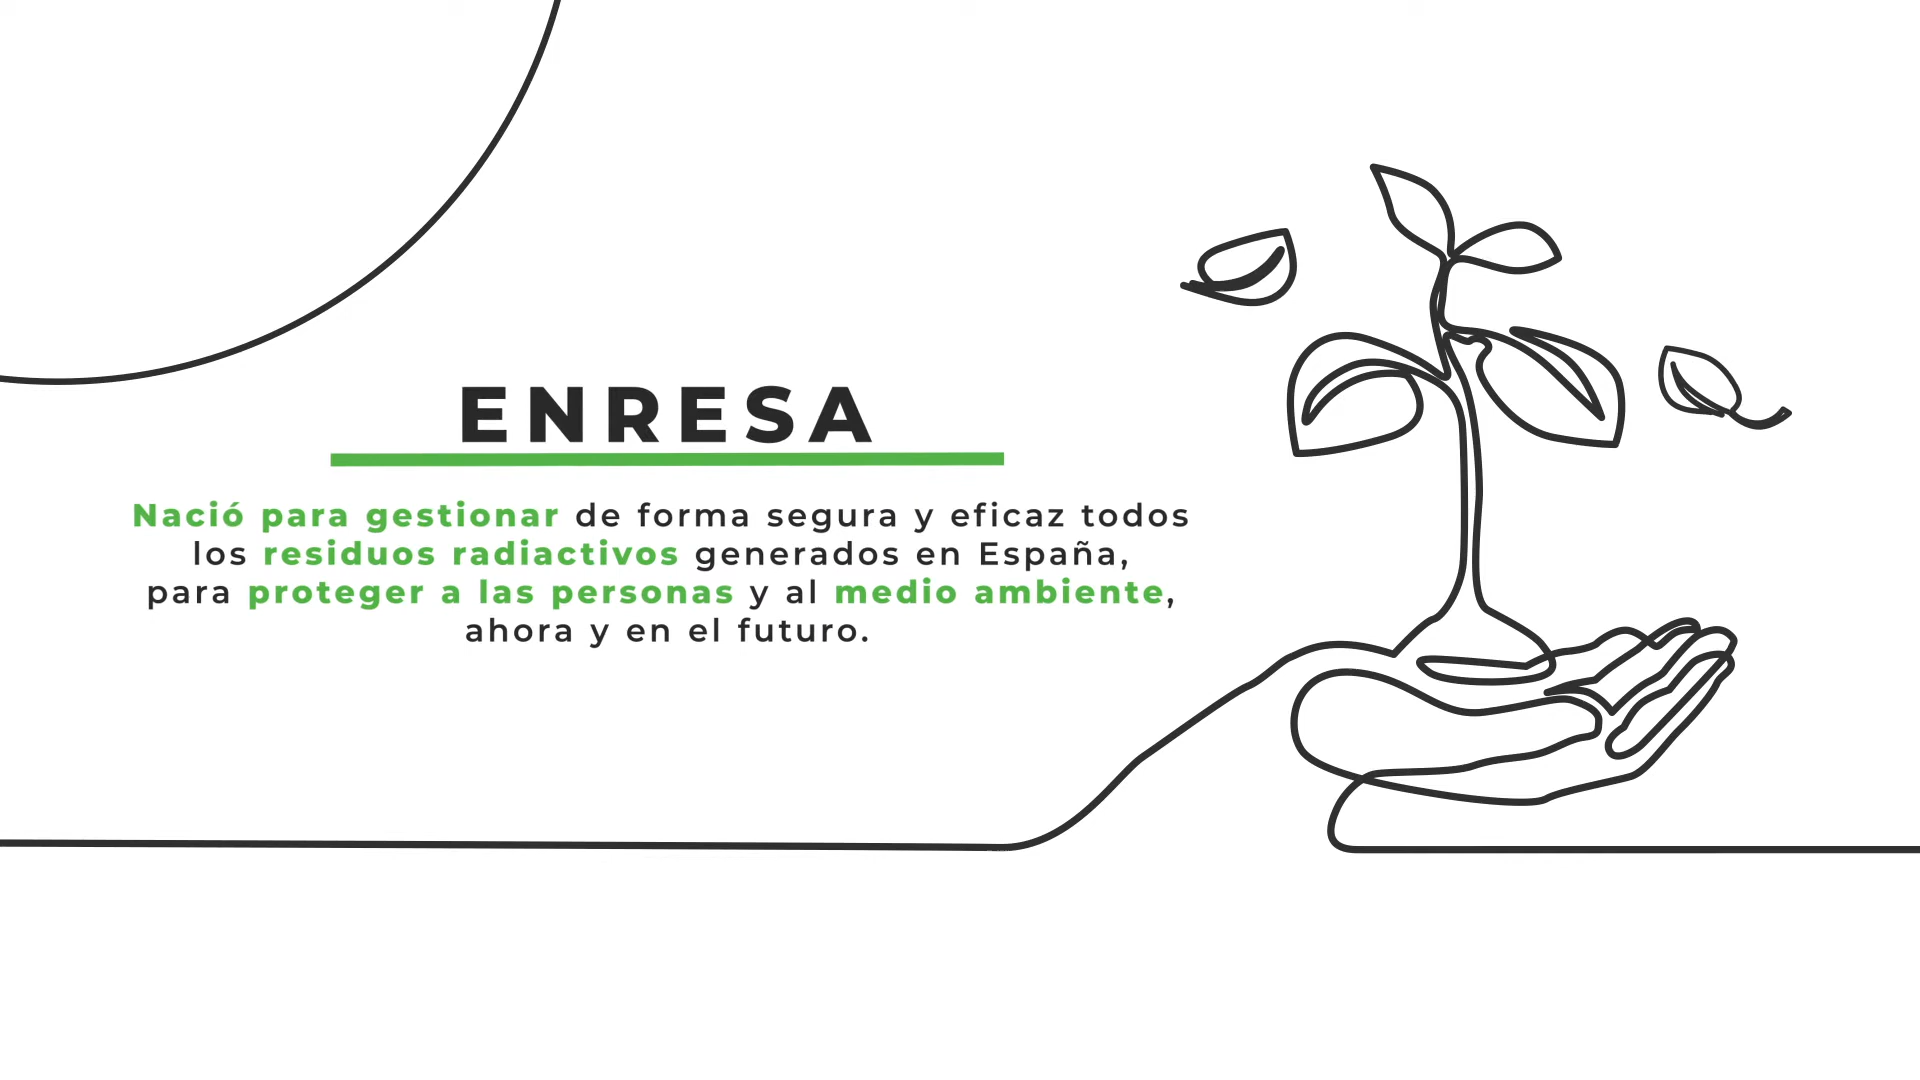 ENRESA
Nació para gestionar de forma segura y eficaz todos
los residuos radiactivos generados en España,
para proteger a las personas y al medio ambiente,
ahora y en el futuro.